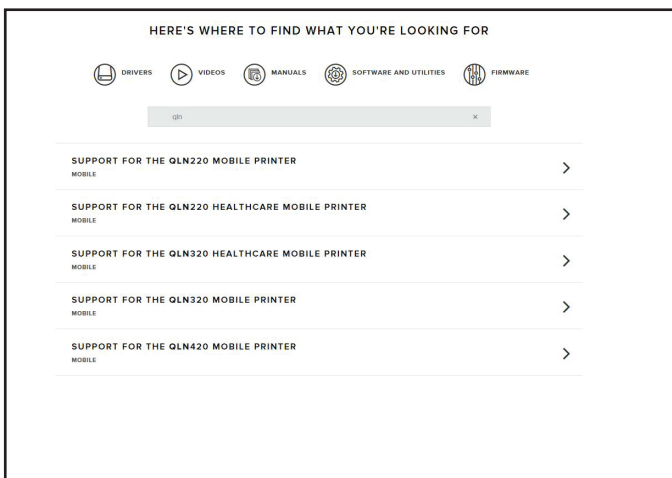 HERE'S WHERE TO FIND WHAT YOU'RE LOOKING FOR
DRIVERS VIDEOS MANUALS SOFTWARE AND UTILITIES FIRMWARE
qln ×
SUPPORT FOR THE QLN220 MOBILE PRINTER
MOBILE
SUPPORT FOR THE QLN220 HEALTHCARE MOBILE PRINTER
MOBILE
SUPPORT FOR THE QLN320 HEALTHCARE MOBILE PRINTER
MOBILE
SUPPORT FOR THE QLN320 MOBILE PRINTER
MOBILE
SUPPORT FOR THE QLN420 MOBILE PRINTER
MOBILE